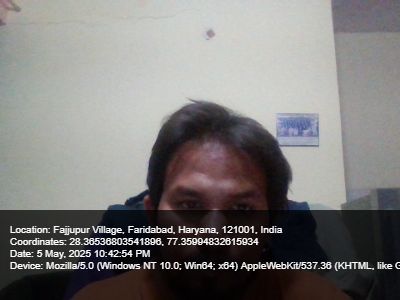 Location: Fajjupur Village, Faridabad, Haryana, 121001, India
Coordinates: 28.36536803541896, 77.35994832615934
Date: 5 May, 2025 10:42:54 PM
Device: Mozilla/5.0 (Windows NT 10.0; Win64; x64) AppleWebKit/537.36 (KHTML, like G